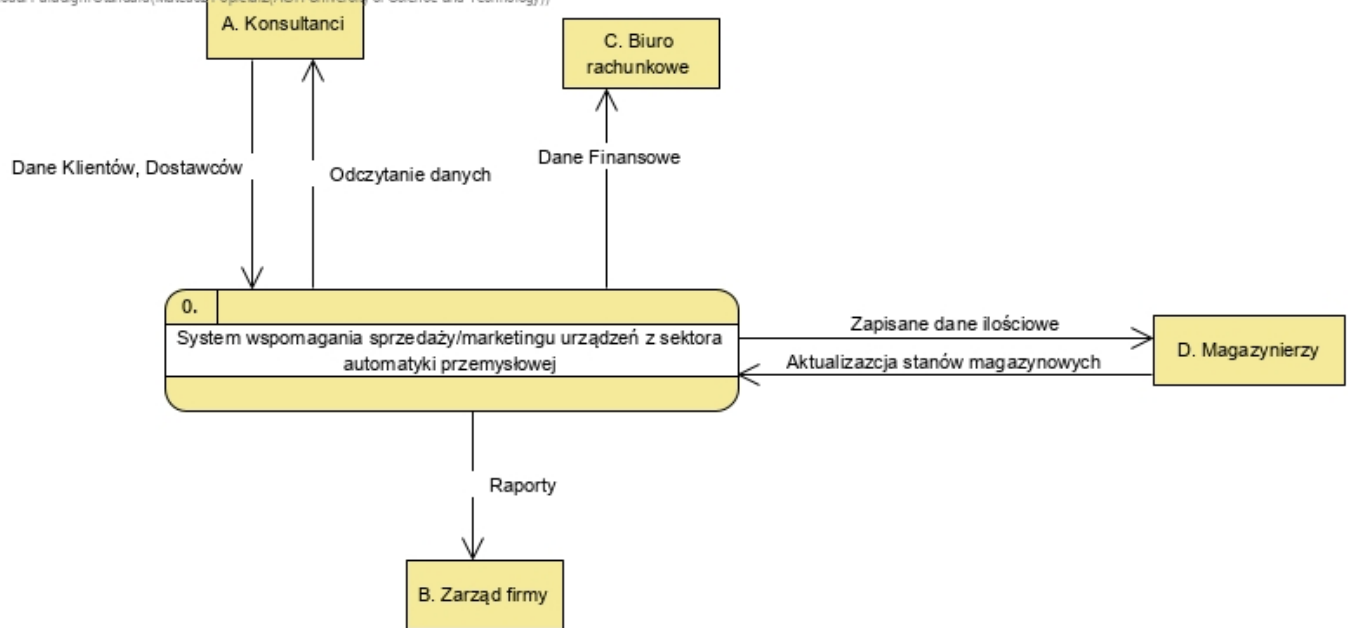 A. Konsultanci
C. Biuro
rachunkowe
Dane Klientów, Dostawców
Odczytanie danych
Dane Finansowe
0.
System wspomagania sprzedaży/marketingu urządzeń z sektora
automatyki przemysłowej
Zapisane dane ilościowe
Aktualizazcja stanów magazynowych
D. Magazynierzy
Raporty
B. Zarząd firmy